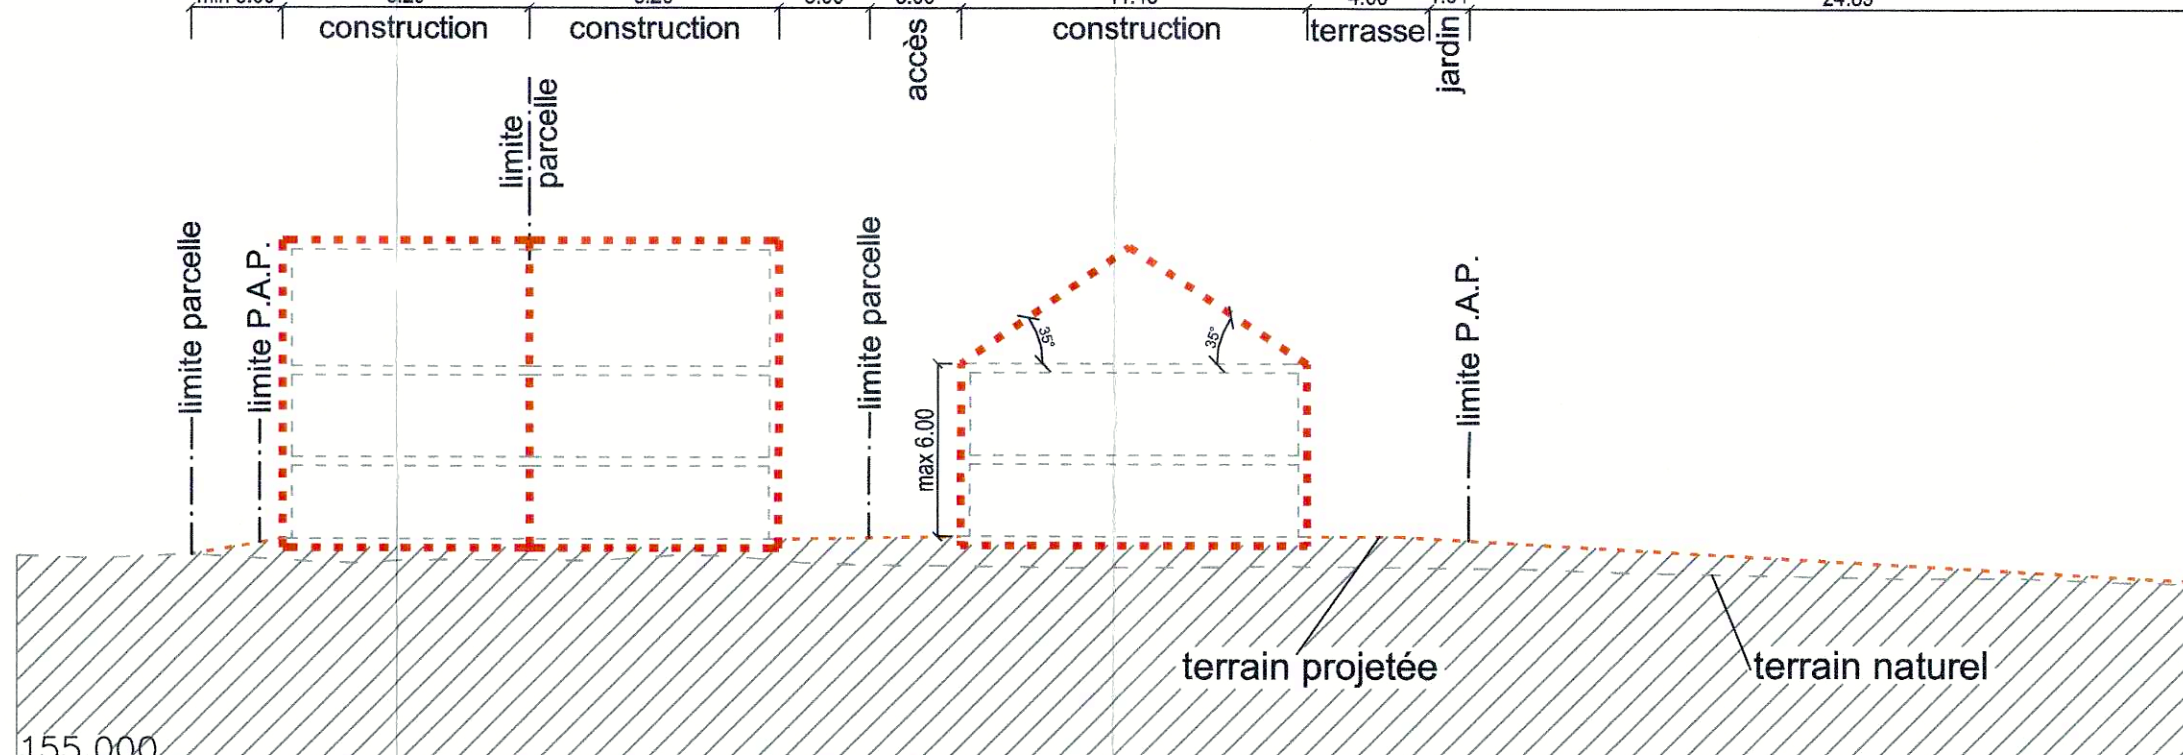 construction
construction
accès
construction
terrasse
jardin
limite
parcelle
limite parcelle
limite P.A.P.
limite parcelle
limite P.A.P.
35°
35°
max 6.00
terrain projetée
terrain naturel
155.000